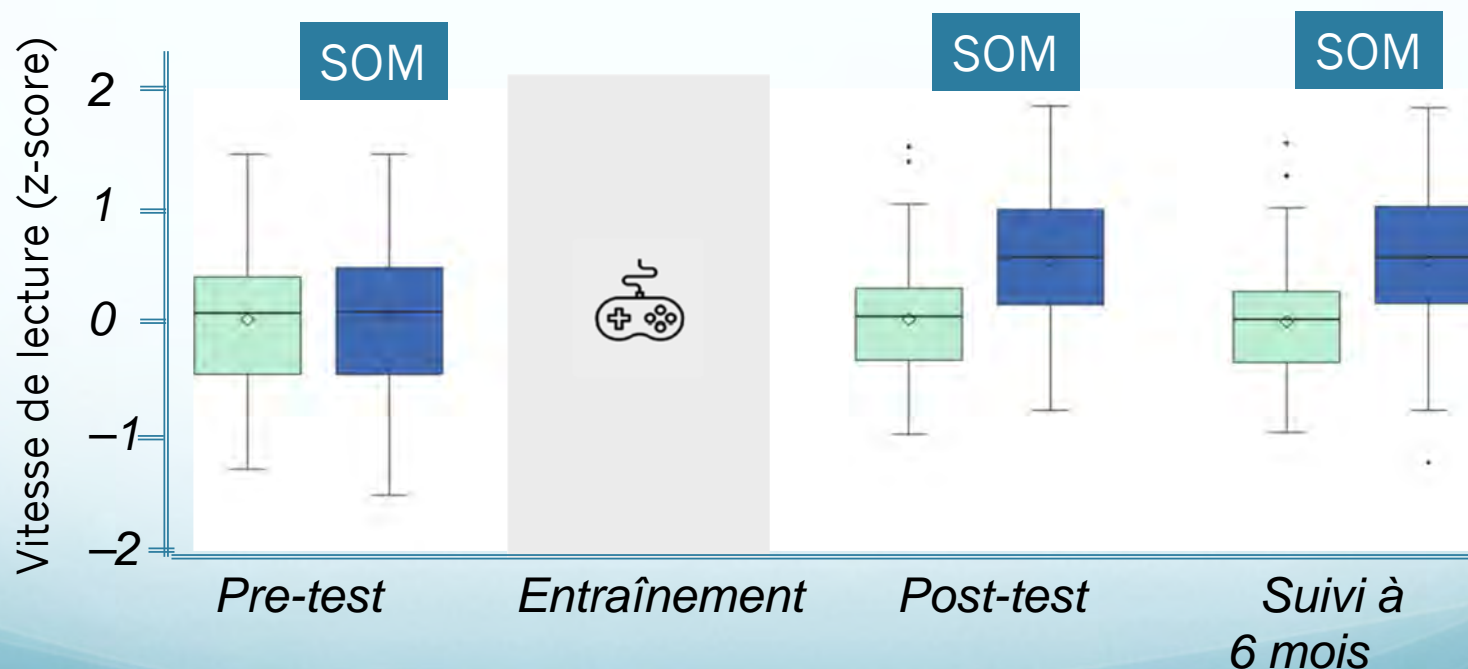 SOM
SOM
SOM
Vitesse de lecture (z-score)
2
1
0
–1
–2
Pre-test
Entraînement
Post-test
Suivi à
6 mois